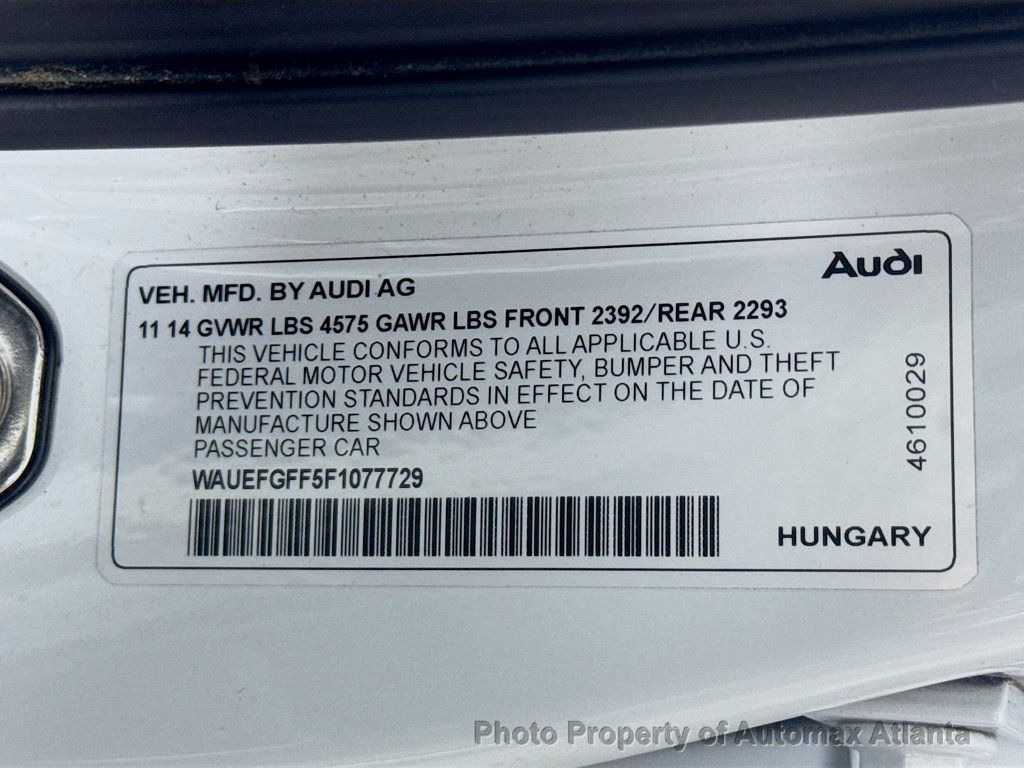 Audi
VEH. MFD. BY AUDI AG
11 14 GVWR LBS 4575 GAWR LBS FRONT 2392/REAR 2293
THIS VEHICLE CONFORMS TO ALL APPLICABLE U.S.
FEDERAL MOTOR VEHICLE SAFETY, BUMPER AND THEFT
PREVENTION STANDARDS IN EFFECT ON THE DATE OF
MANUFACTURE SHOWN ABOVE
PASSENGER CAR
WAUEFGFF5F1077729
4610029
HUNGARY
Photo Property of Automax Atlanta